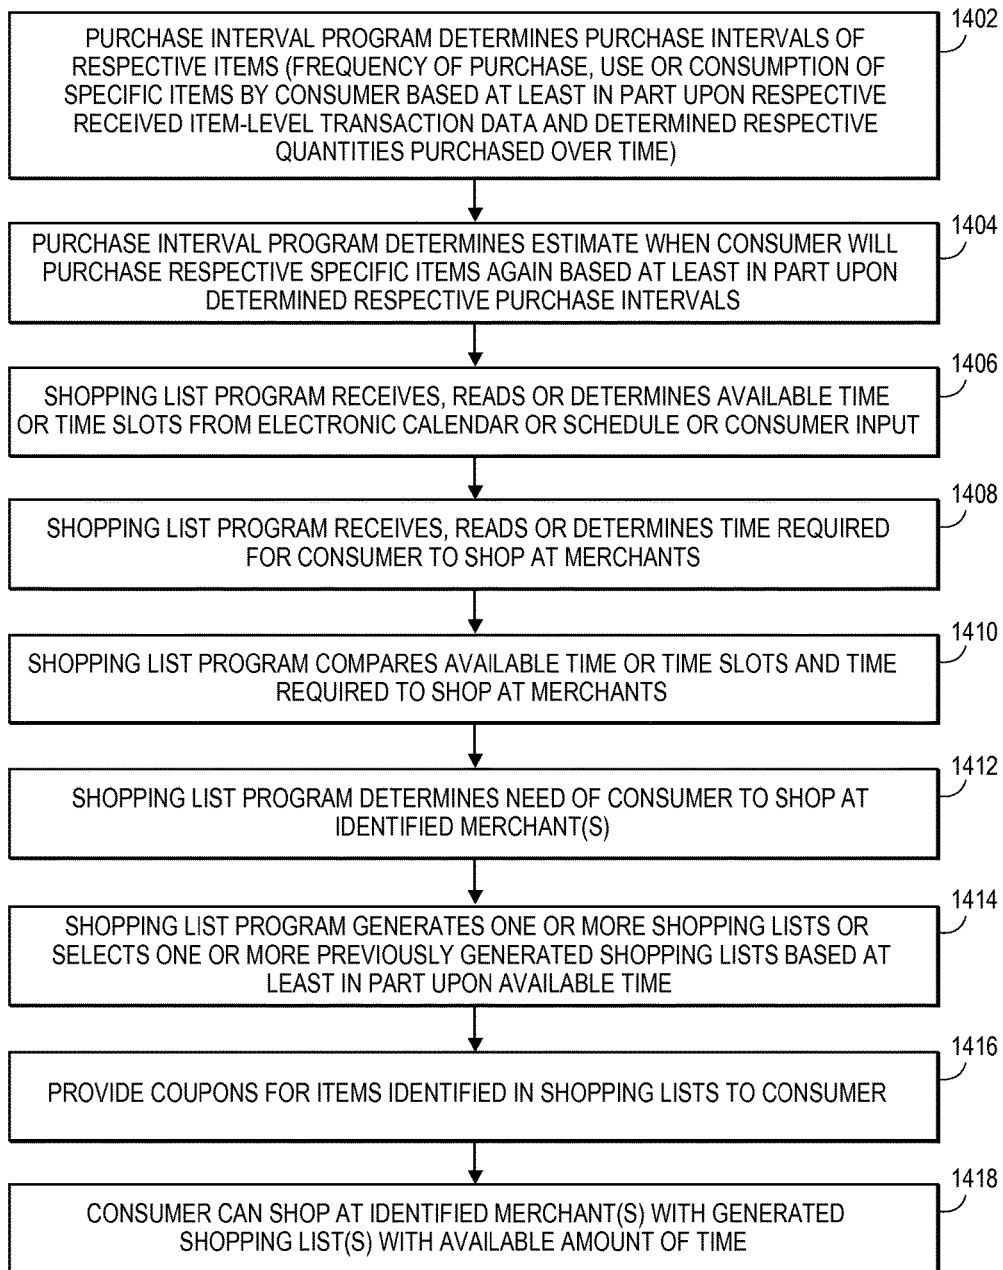 1402
PURCHASE INTERVAL PROGRAM DETERMINES PURCHASE INTERVALS OF
RESPECTIVE ITEMS (FREQUENCY OF PURCHASE, USE OR CONSUMPTION OF
SPECIFIC ITEMS BY CONSUMER BASED AT LEAST IN PART UPON RESPECTIVE
RECEIVED ITEM-LEVEL TRANSACTION DATA AND DETERMINED RESPECTIVE
QUANTITIES PURCHASED OVER TIME)
1404
PURCHASE INTERVAL PROGRAM DETERMINES ESTIMATE WHEN CONSUMER WILL
PURCHASE RESPECTIVE SPECIFIC ITEMS AGAIN BASED AT LEAST IN PART UPON
DETERMINED RESPECTIVE PURCHASE INTERVALS
1406
SHOPPING LIST PROGRAM RECEIVES, READS OR DETERMINES AVAILABLE TIME
OR TIME SLOTS FROM ELECTRONIC CALENDAR OR SCHEDULE OR CONSUMER INPUT
1408
SHOPPING LIST PROGRAM RECEIVES, READS OR DETERMINES TIME REQUIRED
FOR CONSUMER TO SHOP AT MERCHANTS
1410
SHOPPING LIST PROGRAM COMPARES AVAILABLE TIME OR TIME SLOTS AND TIME
REQUIRED TO SHOP AT MERCHANTS
1412
SHOPPING LIST PROGRAM DETERMINES NEED OF CONSUMER TO SHOP AT
IDENTIFIED MERCHANT(S)
1414
SHOPPING LIST PROGRAM GENERATES ONE OR MORE SHOPPING LISTS OR
SELECTS ONE OR MORE PREVIOUSLY GENERATED SHOPPING LISTS BASED AT
LEAST IN PART UPON AVAILABLE TIME
1416
PROVIDE COUPONS FOR ITEMS IDENTIFIED IN SHOPPING LISTS TO CONSUMER
1418
CONSUMER CAN SHOP AT IDENTIFIED MERCHANT(S) WITH GENERATED
SHOPPING LIST(S) WITH AVAILABLE AMOUNT OF TIME